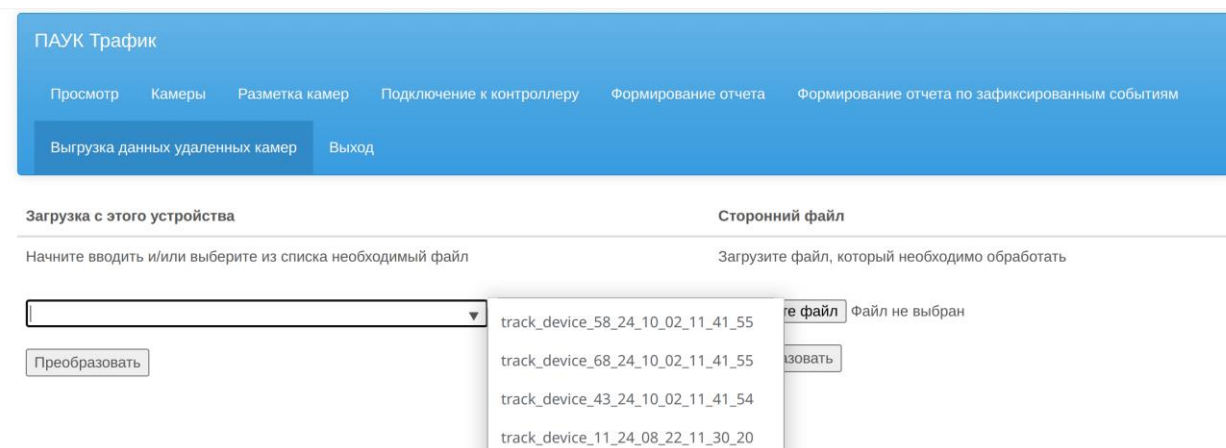 ПАУК Трафик
Просмотр Камеры Разметка камер Подключение к контроллеру Формирование отчета Формирование отчета по зафиксированным событиям
Выгрузка данных удаленных камер Выход
Загрузка с этого устройства Сторонний файл
Начните вводить и/или выберите из списка необходимый файл Загрузите файл, который необходимо обработать
файл Файл не выбран
track_device_58_24_10_02_11_41_55
Преобразовать
track_device_68_24_10_02_11_41_55
track_device_43_24_10_02_11_41_54
track_device_11_24_08_22_11_30_20